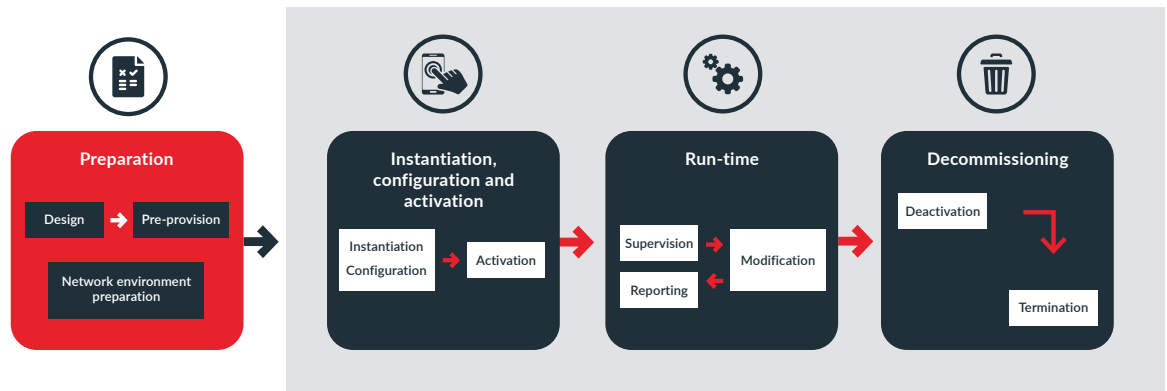 Preparation
Design
Pre-provision
Network environment
preparation
Instantiation,
configuration and
activation
Instantiation
Configuration
Activation
Run-time
Supervision
Reporting
Modification
Decommissioning
Deactivation
Termination